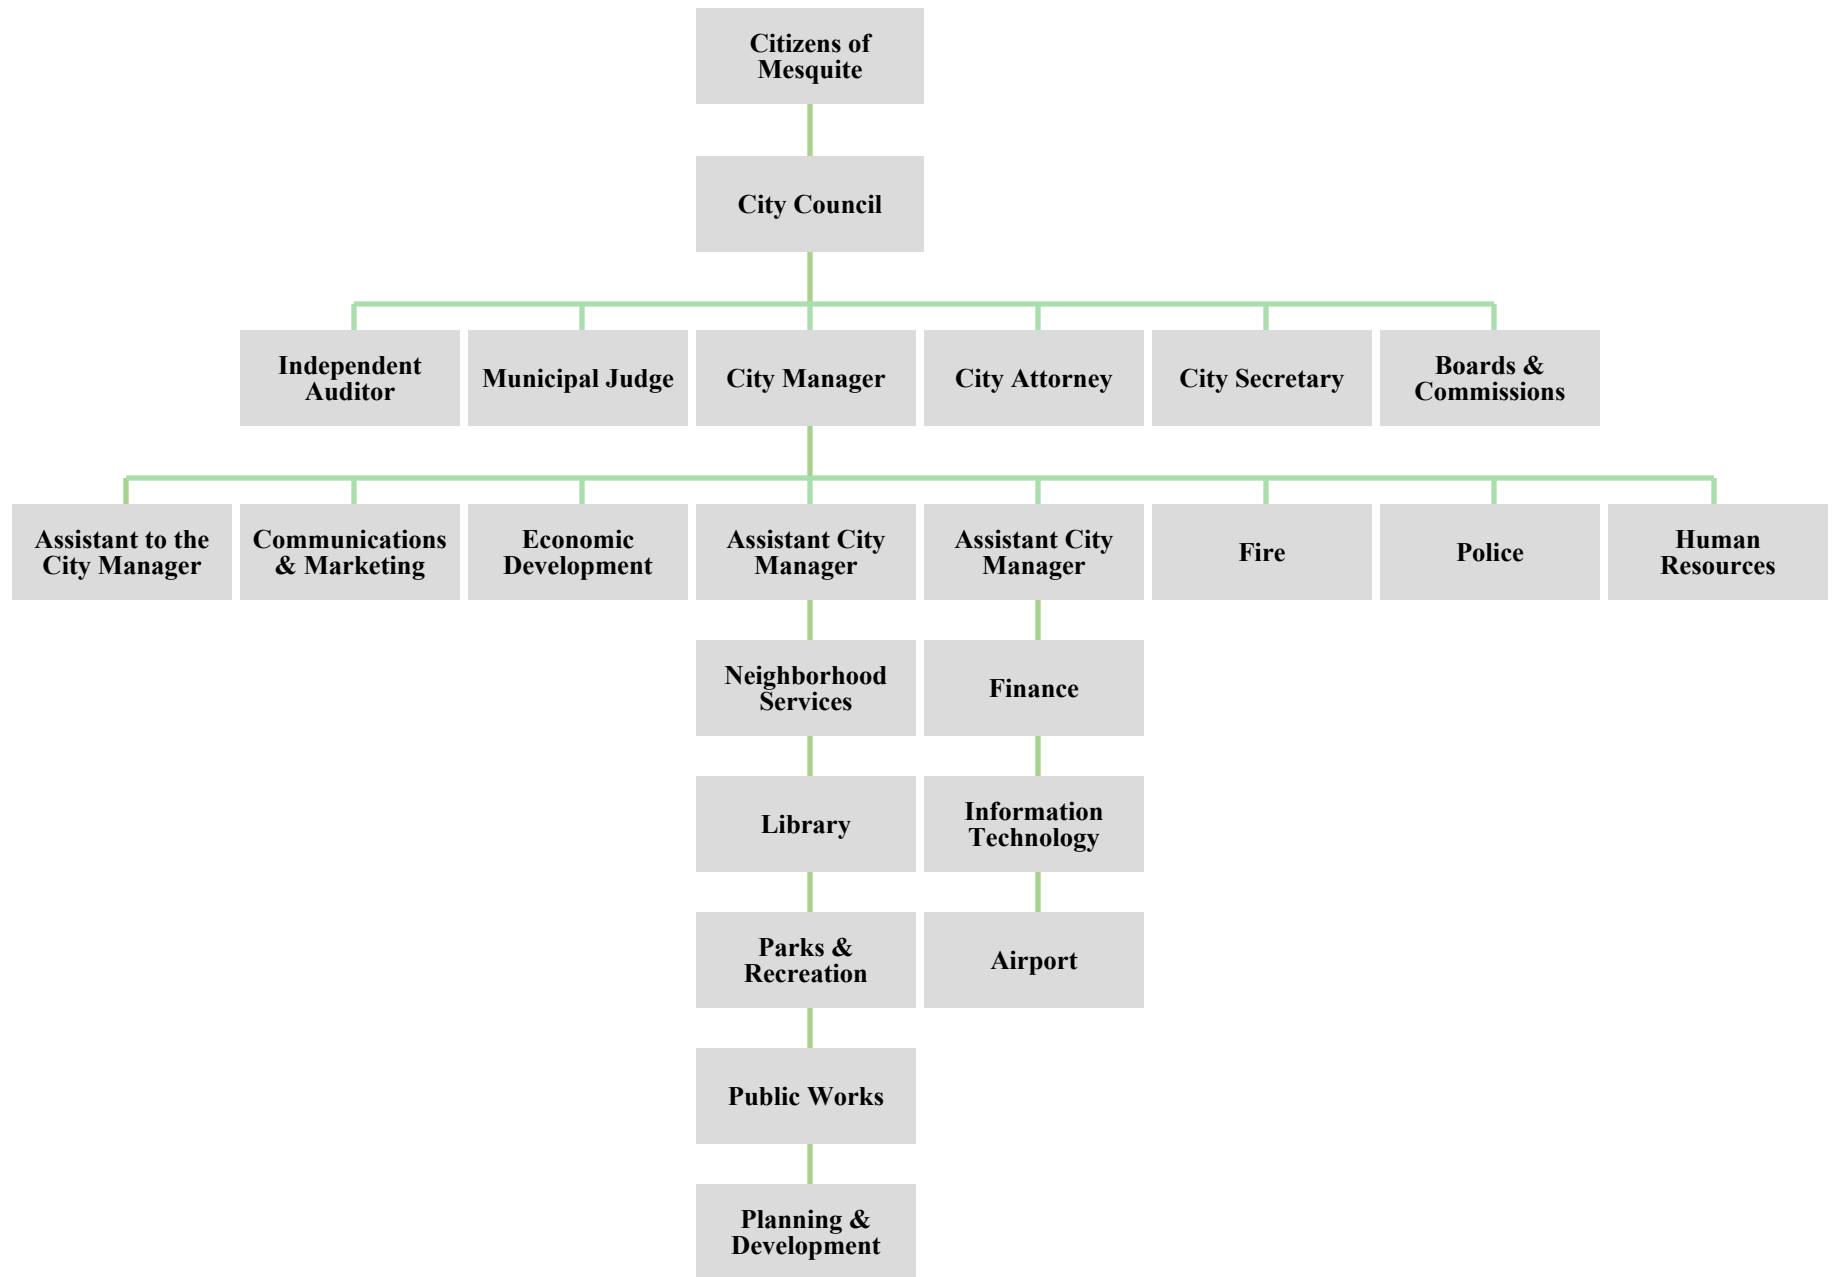 Citizens of
Mesquite
City Council
Independent
Auditor
Municipal Judge
City Manager
City Attorney
City Secretary
Boards &
Commissions
Assistant to the
City Manager
Communications
& Marketing
Economic
Development
Assistant City
Manager
Assistant City
Manager
Fire
Police
Human
Resources
Neighborhood
Services
Finance
Library
Information
Technology
Parks &
Recreation
Airport
Public Works
Planning &
Development